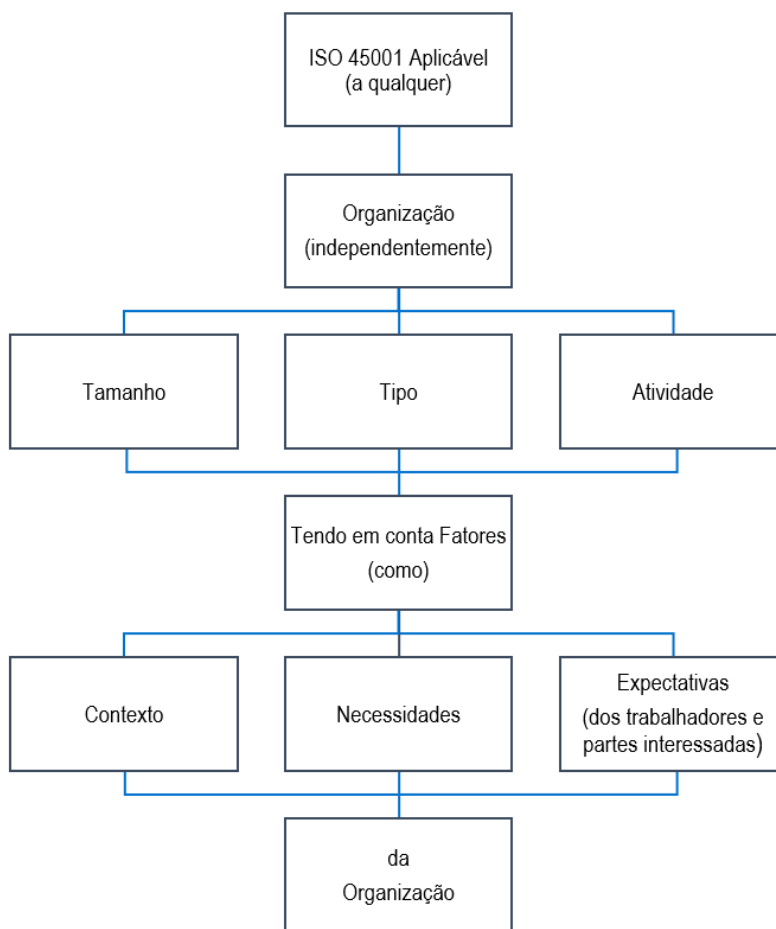 ISO 45001 Aplicável
(a qualquer)
Organização
(independentemente)
Tamanho
Tipo
Atividade
Tendo em conta Fatores
(como)
Contexto
Necessidades
Expectativas
(dos trabalhadores e
partes interessadas)
da
Organização